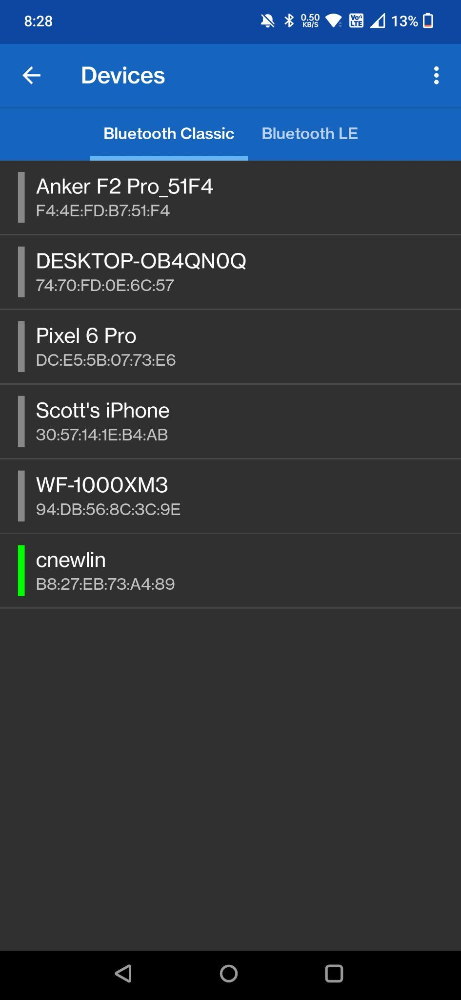 8:28
0.50
KB/S
Vo
LTE
13%
Devices
Bluetooth Classic
Bluetooth LE
Anker F2 Pro_51F4
F4:4E:FD:B7:51:F4
DESKTOP-OB4QN0Q
74:70:FD:0E:6C:57
Pixel 6 Pro
DC:E5:5B:07:73:E6
Scott's iPhone
30:57:14:1E:B4:AB
WF-1000XM3
94:DB:56:8C:3C:9E
cnewlin
B8:27:EB:73:A4:89